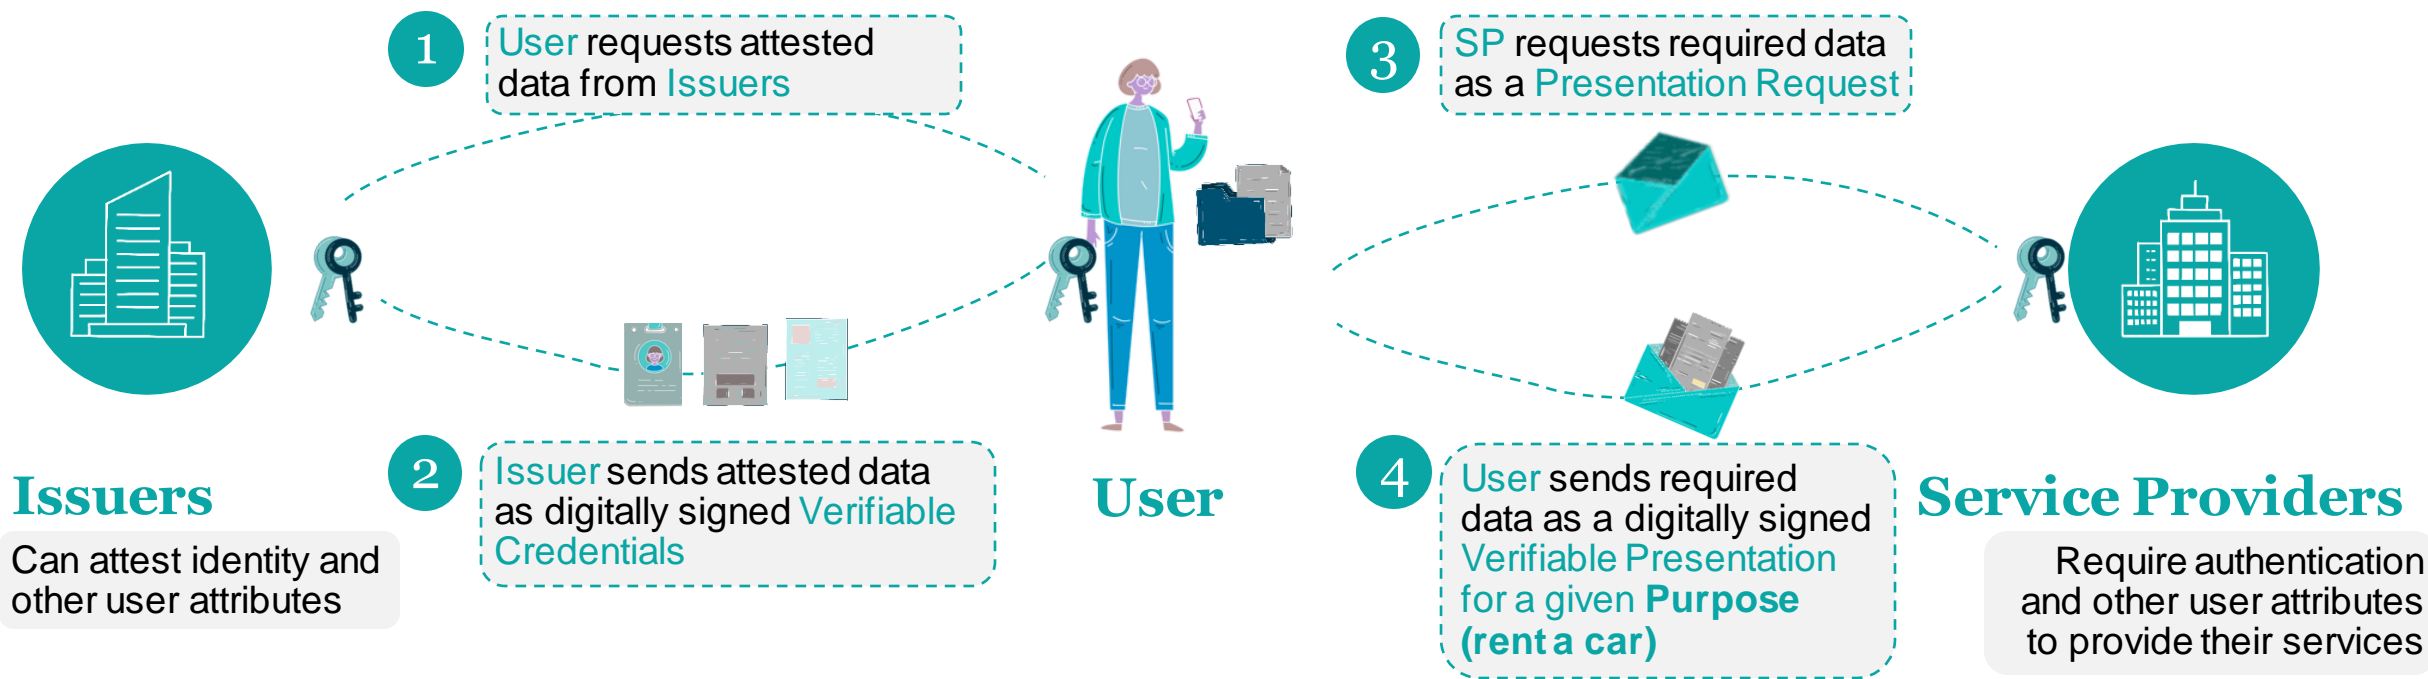 1
User requests attested
data from Issuers
2
Issuer sends attested data
as digitally signed Verifiable
Credentials
3
SP requests required data
as a Presentation Request
4
User sends required
data as a digitally signed
Verifiable Presentation
for a given Purpose
(rent a car)
Issuers
Can attest identity and
other user attributes
User
Service Providers
Require authentication
and other user attributes
to provide their services